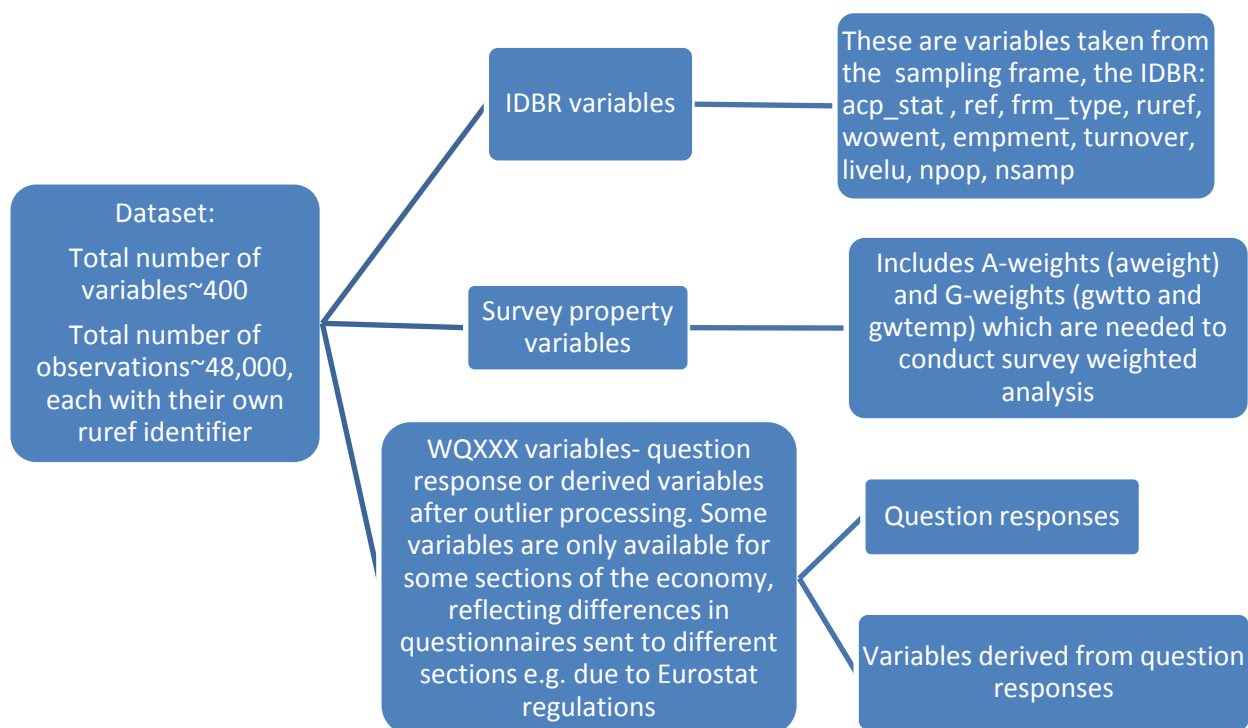 Dataset:
Total number of
variables~400
Total number of
observations~48,000,
each with their own
ruref identifier
IDBR variables
These are variables taken from
the sampling frame, the IDBR:
acp_stat , ref, frm_type, ruref,
wowent, empment, turnover,
livelu, npop, nsamp
Survey property
variables
Includes A-weights (aweight)
and G-weights (gwtto and
gwtemp) which are needed to
conduct survey weighted
analysis
WQXXX variables- question
response or derived variables
after outlier processing. Some
variables are only available for
some sections of the economy,
reflecting differences in
questionnaires sent to different
sections e.g. due to Eurostat
regulations
Question responses
Variables derived from question
responses